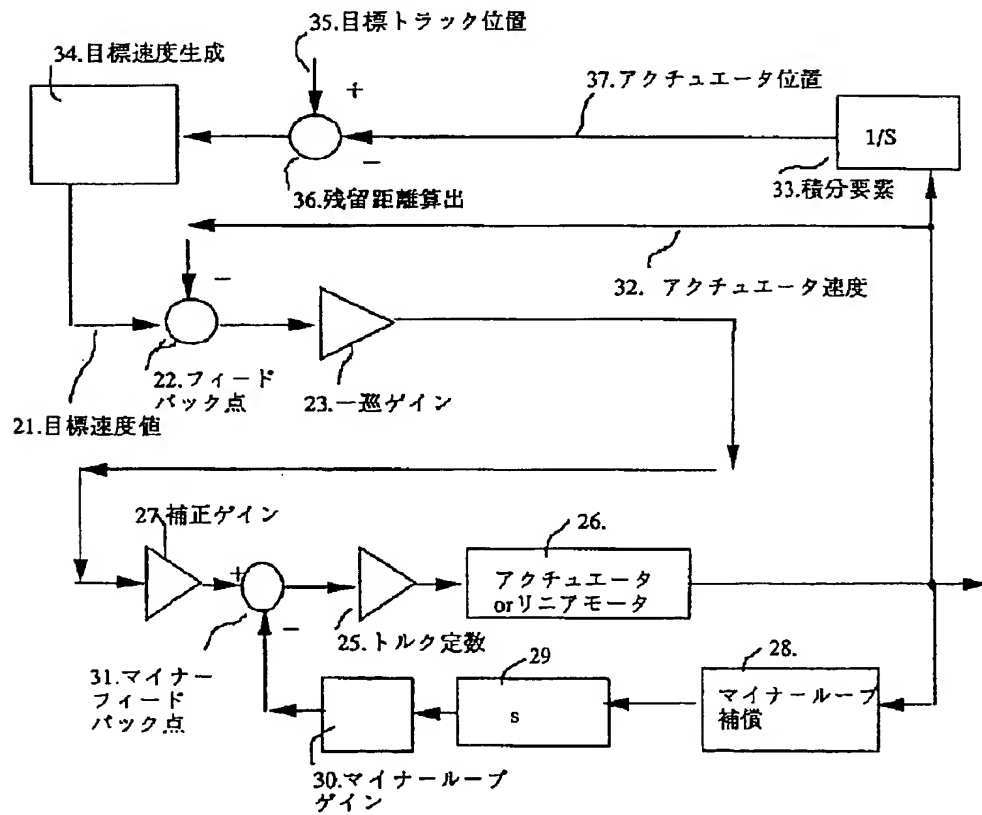 35.目標トラック位置
34.目標速度生成
+
37.アクチュエータ位置
1/S
−
36.残留距離算出
33.積分要素
−
32. アクチュエータ速度
22.フィード
バック点
23.一巡ゲイン
21.目標速度値
27.補正ゲイン
26.
+
アクチュエータ
orリニアモータ
−
25.トルク定数
31.マイナー
フィード
バック点
29
28.
s
マイナーループ
補償
30.マイナーループ
ゲイン